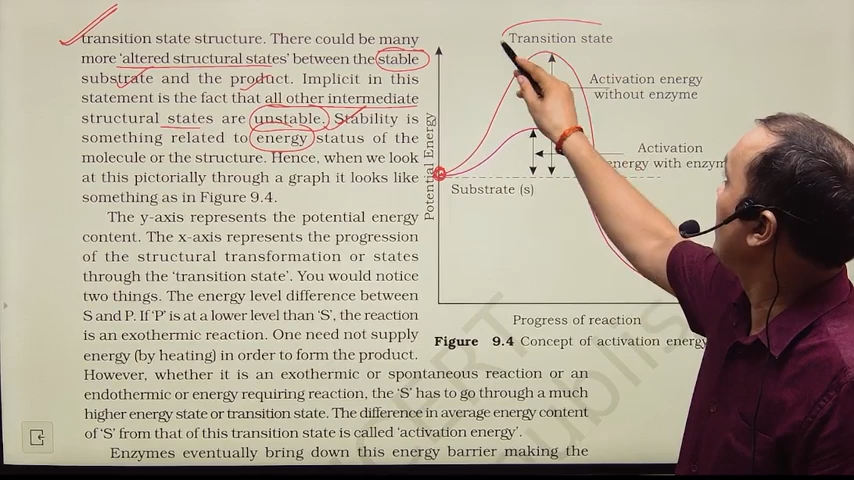 transition state structure. There could be many
more 'altered structural states' between the stable
substrate and the product. Implicit in this
statement is the fact that all other intermediate
structural states are unstable. Stability is
something related to energy status of the
molecule or the structure. Hence, when we look
at this pictorially through a graph it looks like
something as in Figure 9.4.
The y-axis represents the potential energy
content. The x-axis represents the progression
of the structural transformation or states
through the 'transition state'. You would notice
two things. The energy level difference between
S and P. If 'P' is at a lower level than 'S', the reaction
is an exothermic reaction. One need not supply
energy (by heating) in order to form the product.
However, whether it is an exothermic or spontaneous reaction or an
endothermic or energy requiring reaction, the 'S' has to go through a much
higher energy state or transition state. The difference in average energy content
of 'S' from that of this transition state is called 'activation energy'.
Enzymes eventually bring down this energy barrier making the
Transition state
Activation energy
without enzyme
Activation
energy with enzym
Potential Energy
Substrate (s)
Progress of reaction
Figure 9.4 Concept of activation energy
NCERT